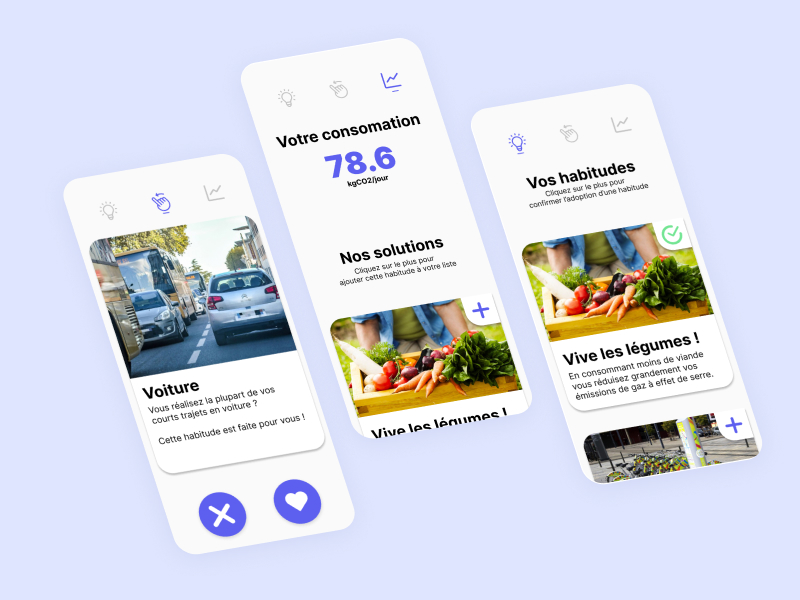 Voiture
Vous réalisez la plupart de vos
courts trajets en voiture ?
Cette habitude est faite pour vous !
Votre consomation
78.6
kgCO2/jour
Nos solutions
Cliquez sur le plus pour
ajouter cette habitude à votre liste
Vive les légumes !
Vos habitudes
Cliquez sur le plus pour
confirmer l'adoption d'une habitude
Vive les légumes !
En consommant moins de viande
vous réduisez grandement vos
émissions de gaz à effet de serre.